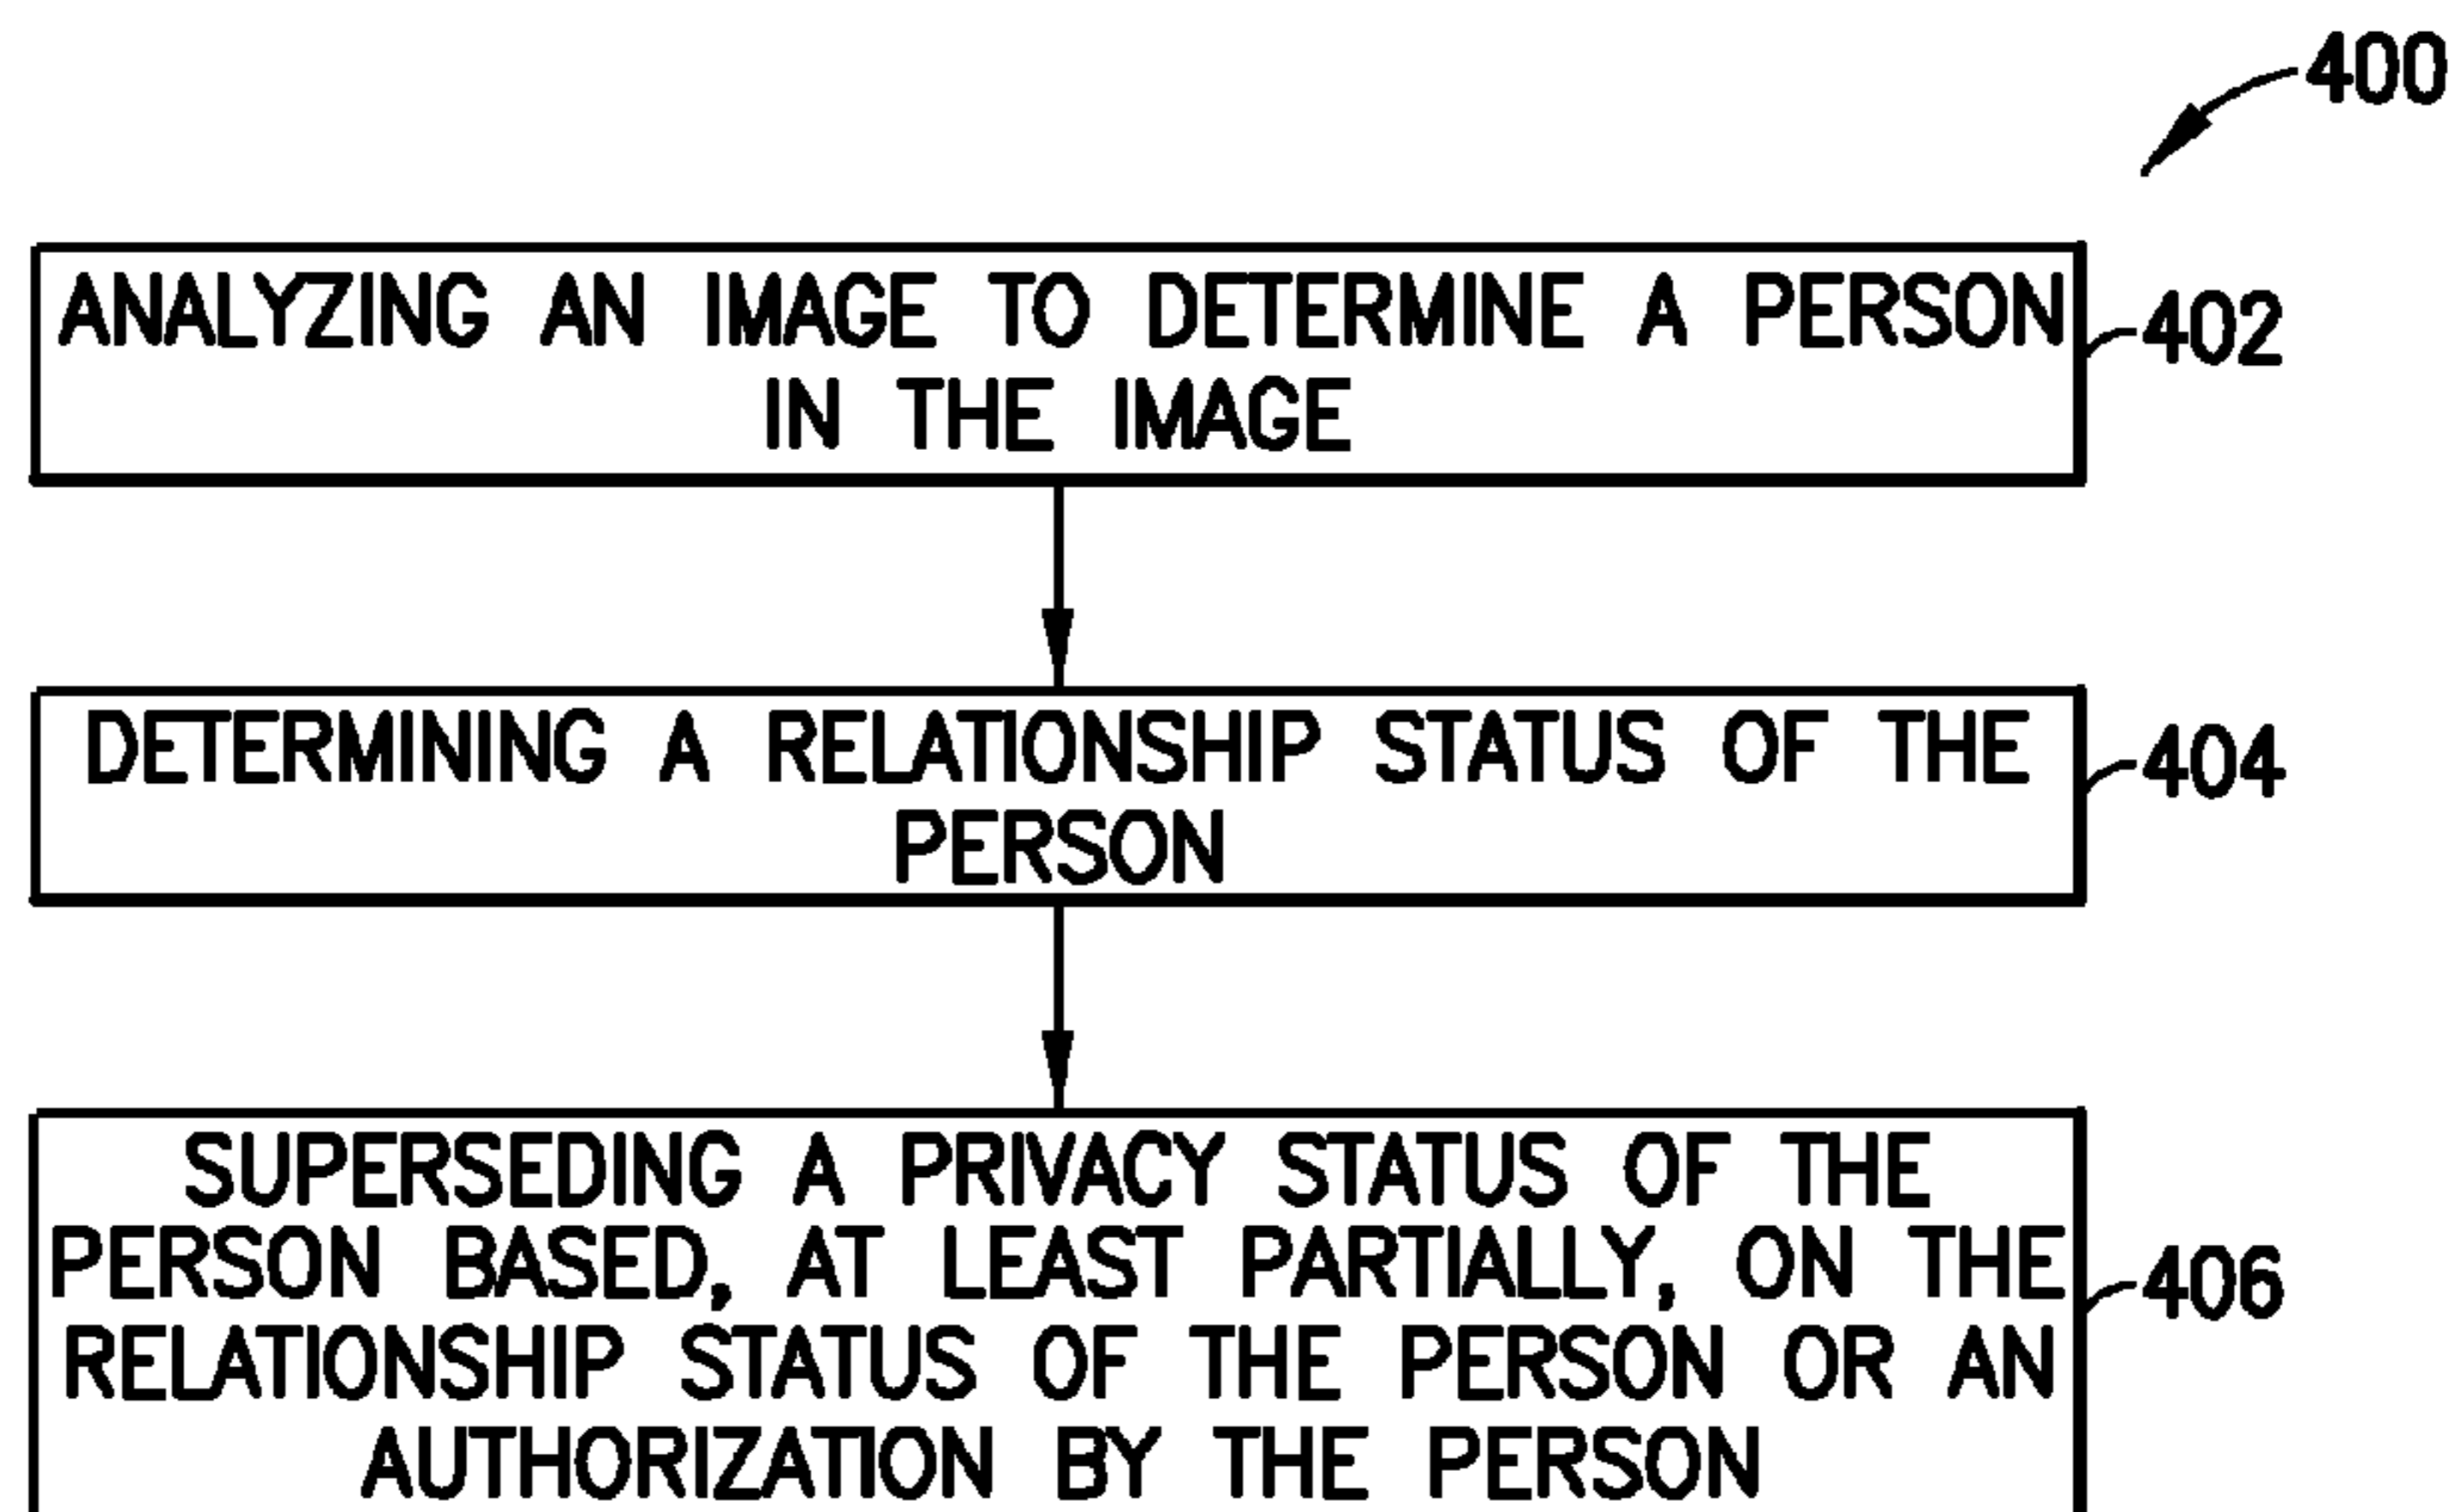 400
ANALYZING AN IMAGE TO DETERMINE A PERSON
IN THE IMAGE
402
DETERMINING A RELATIONSHIP STATUS OF THE
PERSON
404
SUPERSEDING A PRIVACY STATUS OF THE
PERSON BASED, AT LEAST PARTIALLY, ON THE
RELATIONSHIP STATUS OF THE PERSON OR AN
AUTHORIZATION BY THE PERSON
406